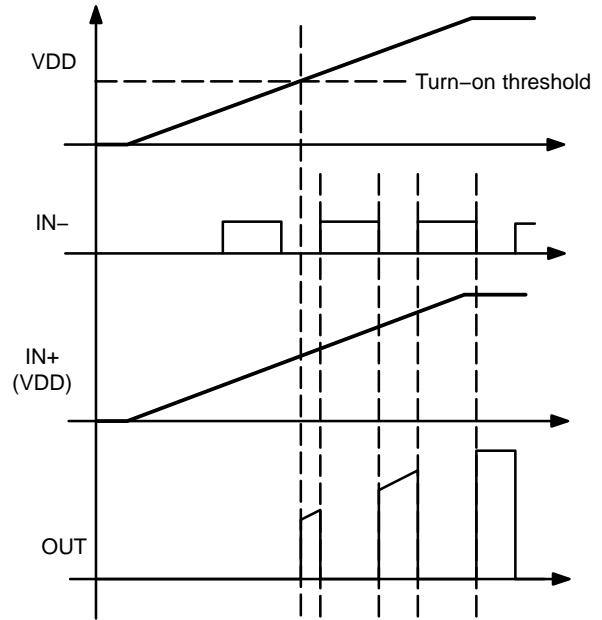 VDD
Turn−on threshold
IN−
IN+
(VDD)
OUT